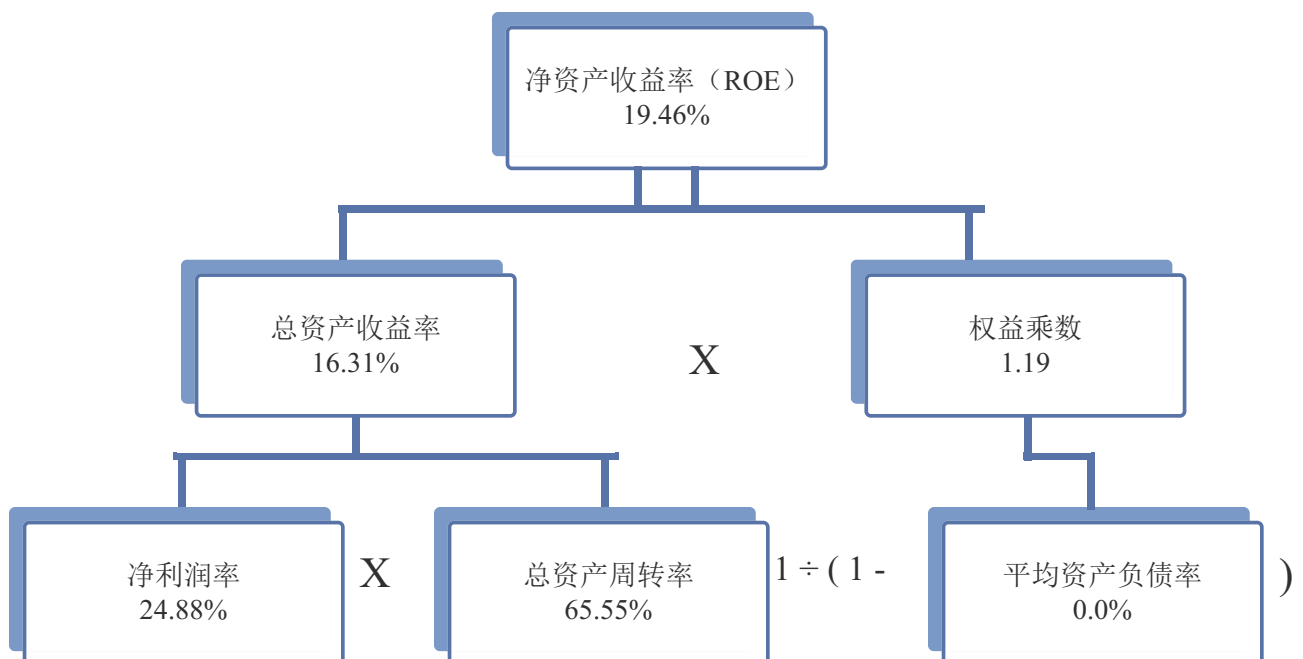 净资产收益率（ROE）
19.46%
总资产收益率
16.31%
X
权益乘数
1.19
净利润率
24.88%
X
总资产周转率
65.55%
1 ÷ ( 1 -
平均资产负债率
0.0%
)